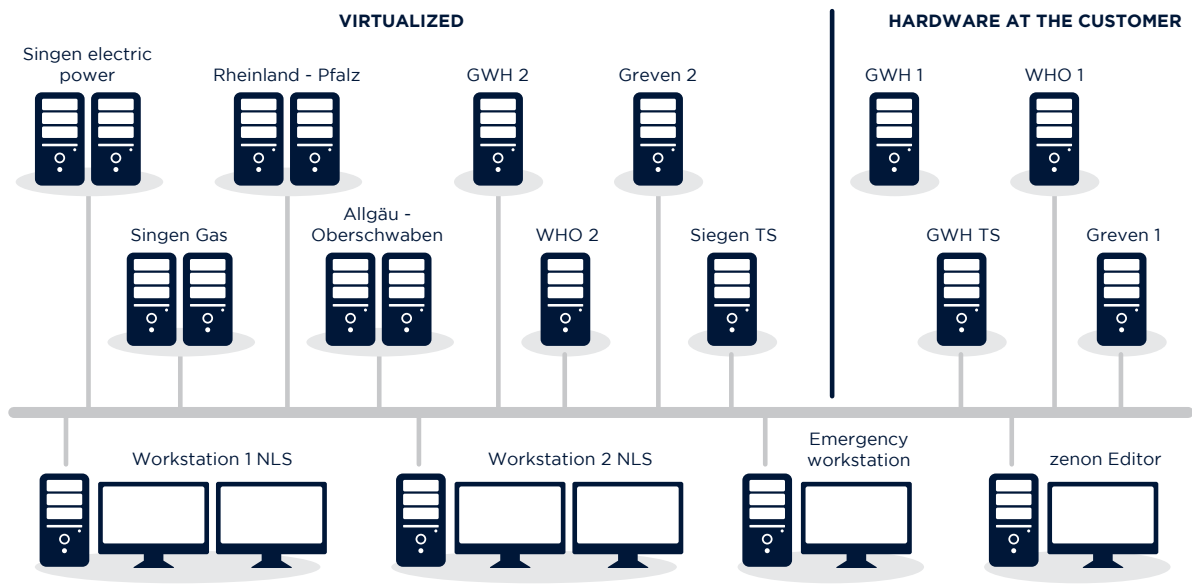 VIRTUALIZED
HARDWARE AT THE CUSTOMER
Singen electric
power
Rheinland - Pfalz
GWH 2
Greven 2
GWH 1
WHO 1
Singen Gas
Allgäu -
Oberschwaben
WHO 2
Siegen TS
GWH TS
Greven 1
Workstation 1 NLS
Workstation 2 NLS
Emergency
workstation
zenon Editor